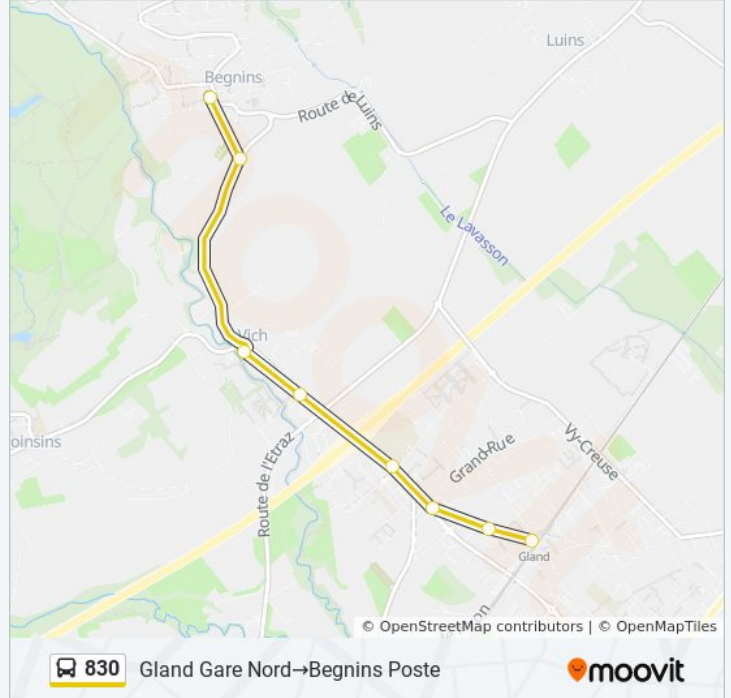 Luins
Begnins
Route de Luins
Le Lavasson
Vich
oinsins
Grand-Rue
Vy-Creuse
Route de l'Etraz
Gland
on
© OpenStreetMap contributors | © OpenMapTiles
830 Gland Gare Nord→Begnins Poste
moovit